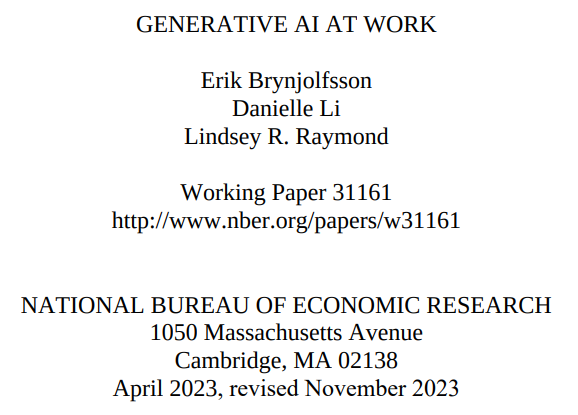 GENERATIVE AI AT WORK
Erik Brynjolfsson
Danielle Li
Lindsey R. Raymond
Working Paper 31161
http://www.nber.org/papers/w31161
NATIONAL BUREAU OF ECONOMIC RESEARCH
1050 Massachusetts Avenue
Cambridge, MA 02138
April 2023, revised November 2023